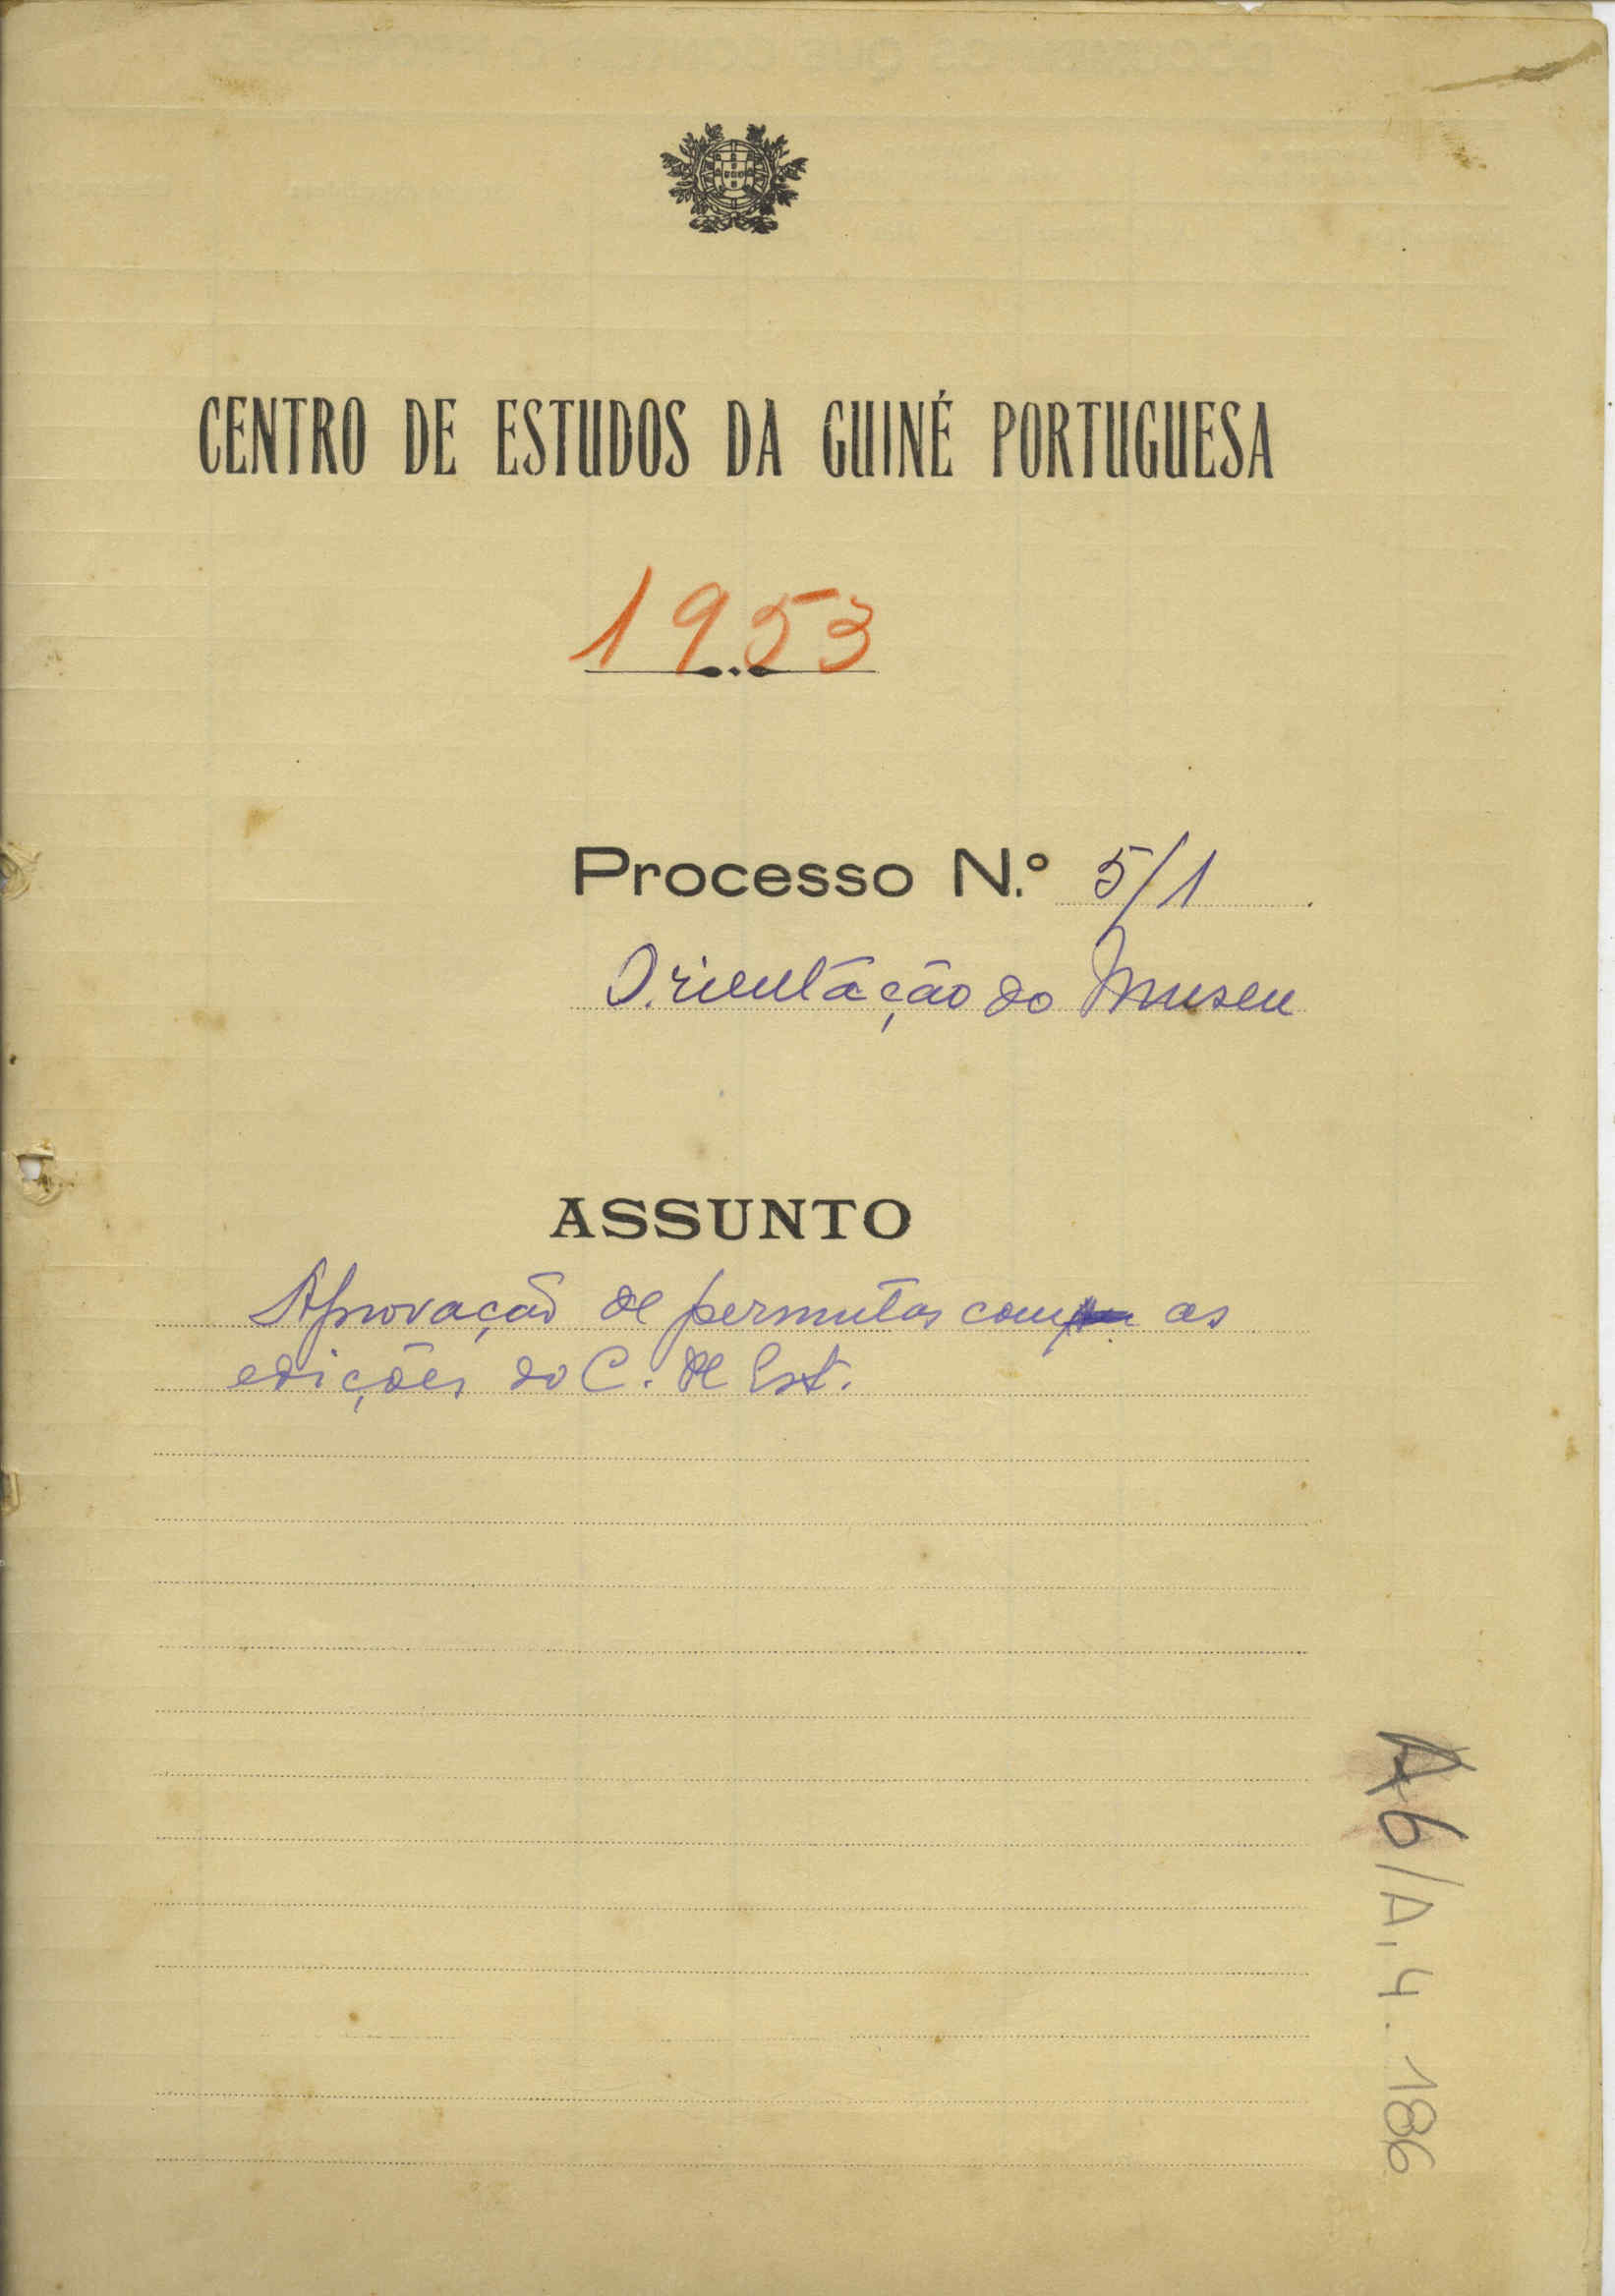 CENTRO DE ESTUDOS DA GUINÉ PORTUGUESA
1953
Processo N.º 5/1
Orientação do Museu
ASSUNTO
Aprovação de permutas com as
edições do C. de Est.
A6/A.4.186